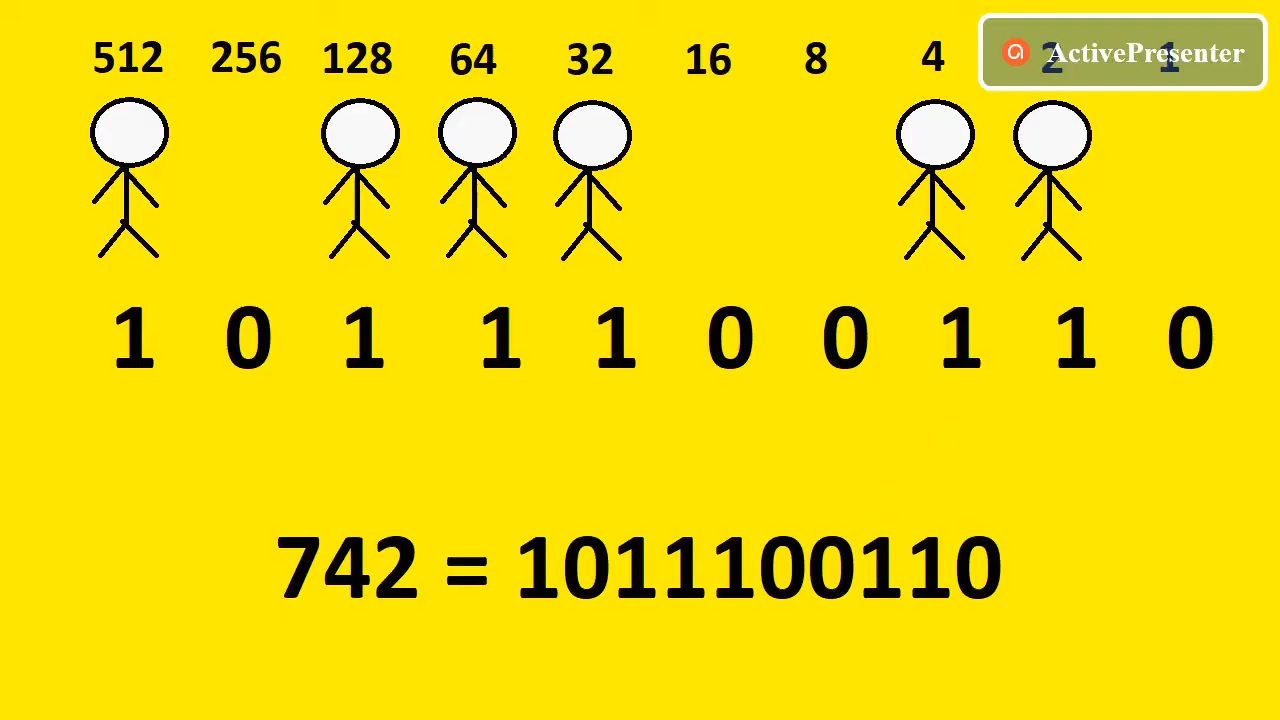 512 256 128 64 32 16 8 4 2 1
ActivePresenter
1 0 1 1 1 0 0 1 1 0
742 = 1011100110